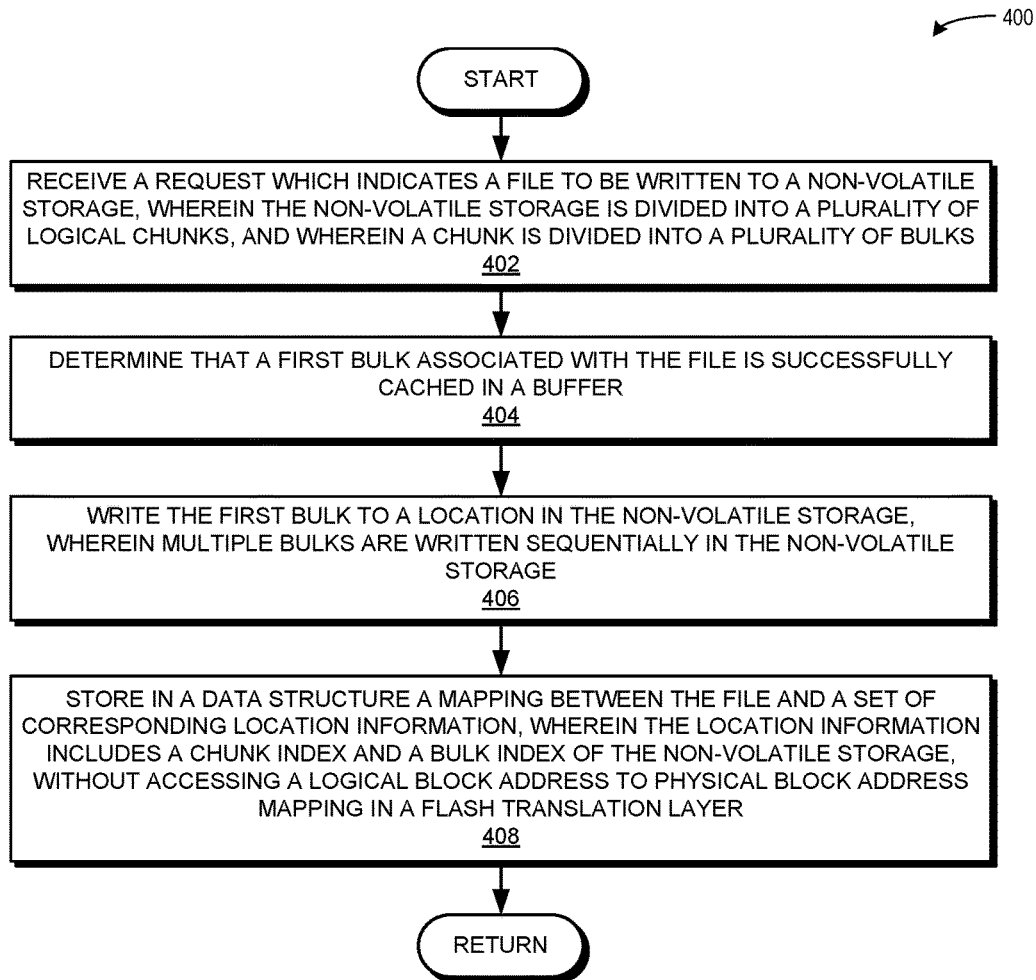 400
START
RECEIVE A REQUEST WHICH INDICATES A FILE TO BE WRITTEN TO A NON-VOLATILE
STORAGE, WHEREIN THE NON-VOLATILE STORAGE IS DIVIDED INTO A PLURALITY OF
LOGICAL CHUNKS, AND WHEREIN A CHUNK IS DIVIDED INTO A PLURALITY OF BULKS
402
DETERMINE THAT A FIRST BULK ASSOCIATED WITH THE FILE IS SUCCESSFULLY
CACHED IN A BUFFER
404
WRITE THE FIRST BULK TO A LOCATION IN THE NON-VOLATILE STORAGE,
WHEREIN MULTIPLE BULKS ARE WRITTEN SEQUENTIALLY IN THE NON-VOLATILE
STORAGE
406
STORE IN A DATA STRUCTURE A MAPPING BETWEEN THE FILE AND A SET OF
CORRESPONDING LOCATION INFORMATION, WHEREIN THE LOCATION INFORMATION
INCLUDES A CHUNK INDEX AND A BULK INDEX OF THE NON-VOLATILE STORAGE,
WITHOUT ACCESSING A LOGICAL BLOCK ADDRESS TO PHYSICAL BLOCK ADDRESS
MAPPING IN A FLASH TRANSLATION LAYER
408
RETURN